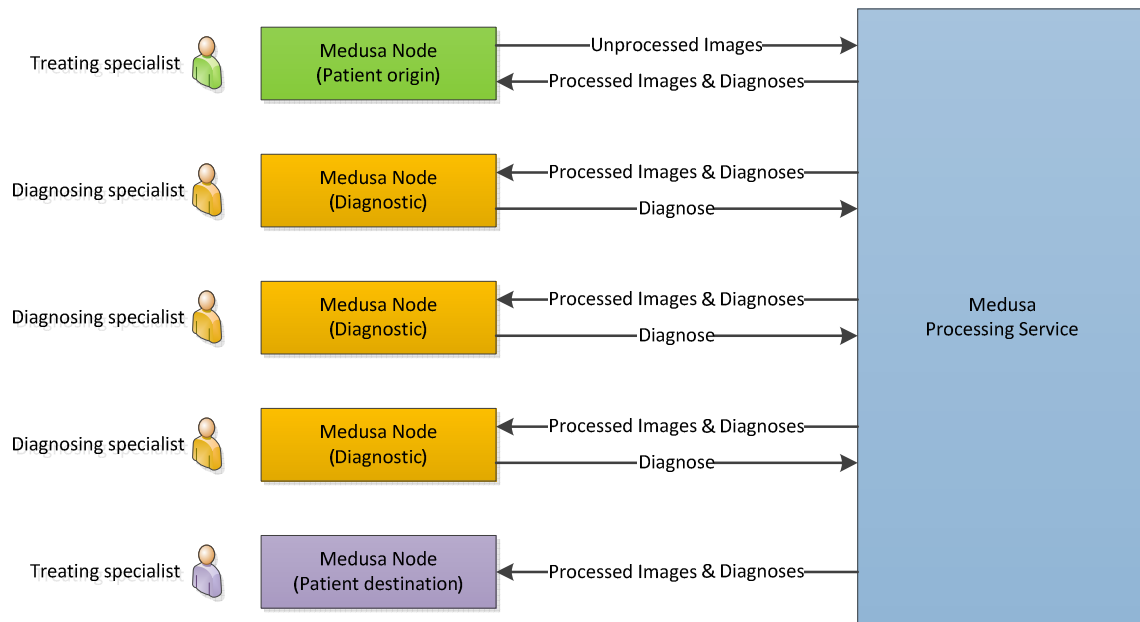 Treating specialist
Medusa Node
(Patient origin)
Unprocessed Images
Processed Images & Diagnoses
Diagnosing specialist
Medusa Node
(Diagnostic)
Processed Images & Diagnoses
Diagnose
Diagnosing specialist
Medusa Node
(Diagnostic)
Processed Images & Diagnoses
Diagnose
Medusa
Processing Service
Diagnosing specialist
Medusa Node
(Diagnostic)
Processed Images & Diagnoses
Diagnose
Treating specialist
Medusa Node
(Patient destination)
Processed Images & Diagnoses